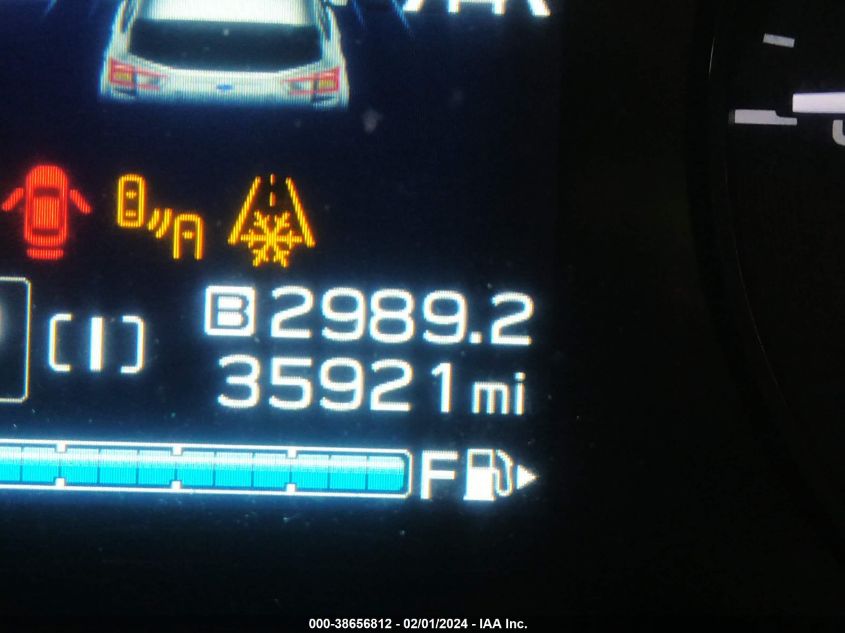 B 2989.2
35921 mi
F
000-38656812 - 02/01/2024 - IAA Inc.